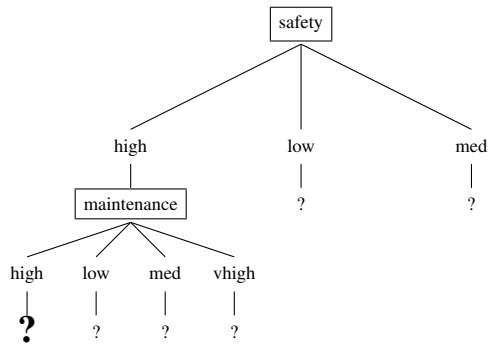 safety
high low med
maintenance ? ?
high low med vhigh
? ? ? ?